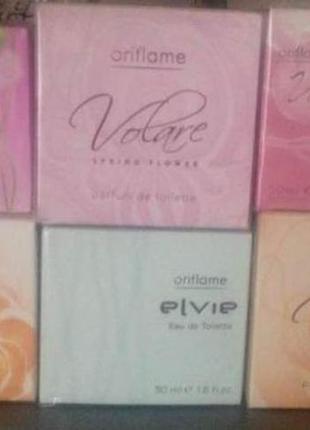 oriflame
Volare
SPRING FLOWER
parfum de toilette
oriflame
elvie
Eau de Toilette
50 ml e 1.6 fl.oz.
oriflame